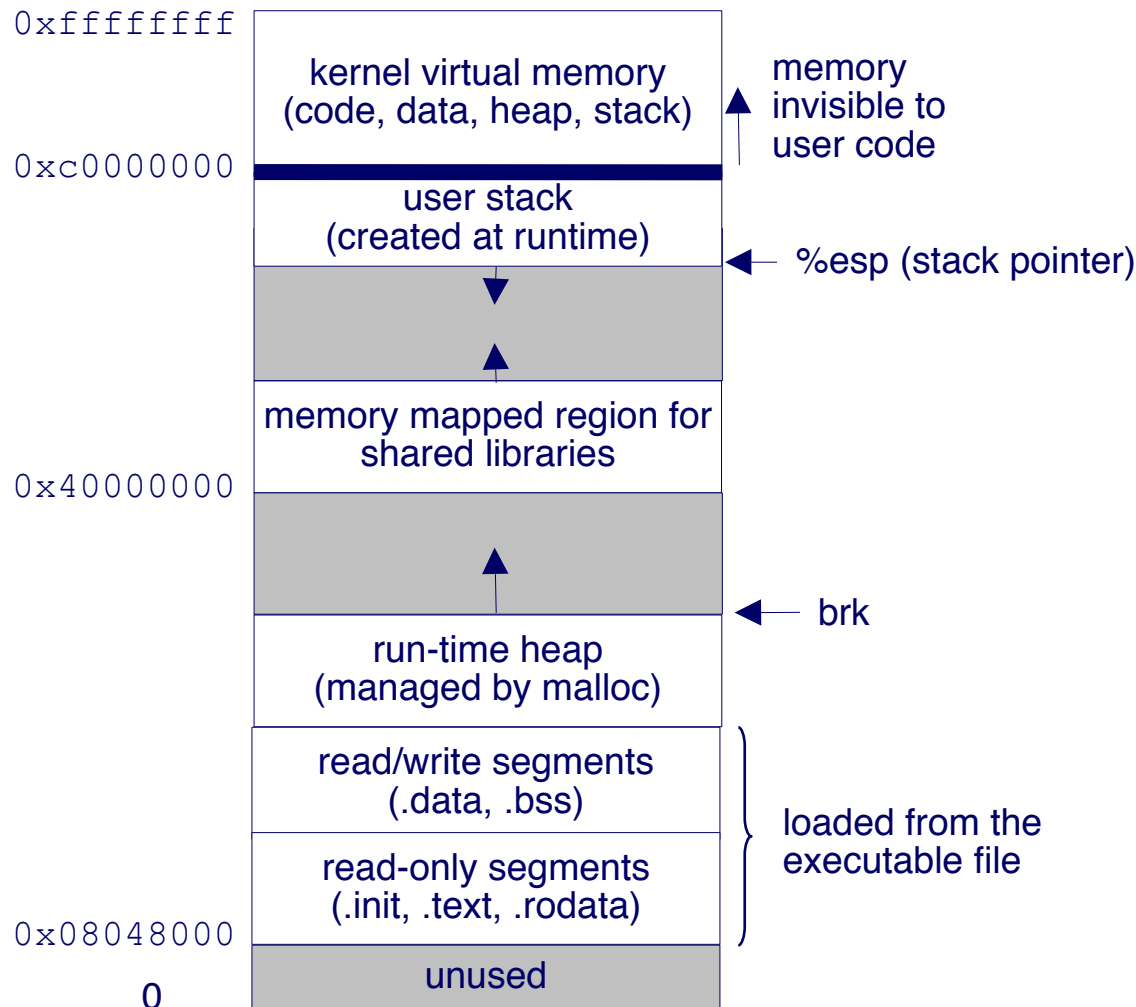 0xffffffff
kernel virtual memory
(code, data, heap, stack)
memory
invisible to
user code
0xc0000000
user stack
(created at runtime)
%esp (stack pointer)
memory mapped region for
shared libraries
0x40000000
brk
run-time heap
(managed by malloc)
read/write segments
(.data, .bss)
loaded from the
executable file
read-only segments
(.init, .text, .rodata)
0x08048000
unused
0